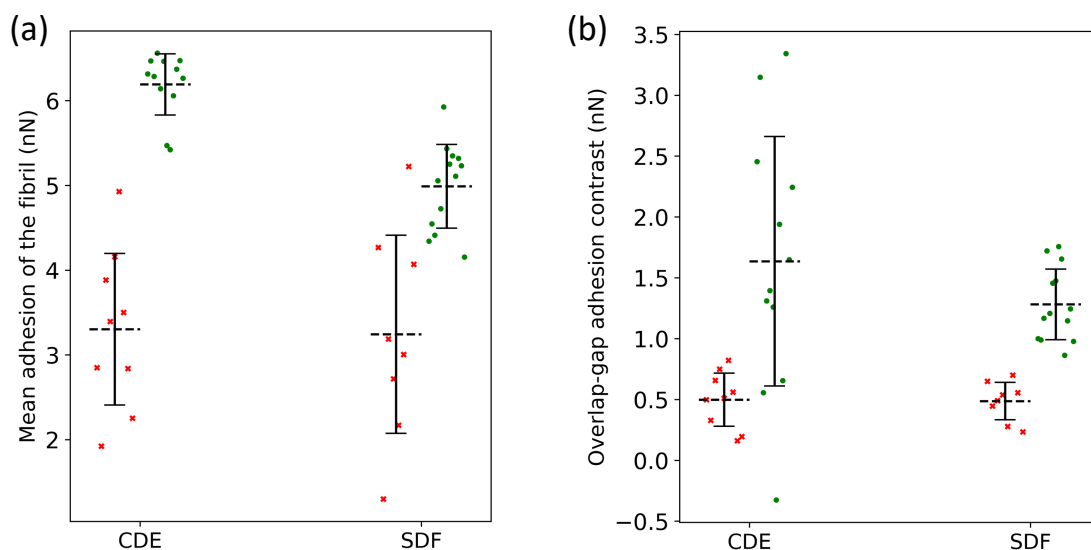 (a)
Mean adhesion of the fibril (nN)
6
5
4
3
2
CDE SDF
(b)
Overlap-gap adhesion contrast (nN)
3.5
3.0
2.5
2.0
1.5
1.0
0.5
0.0
−0.5
CDE SDF